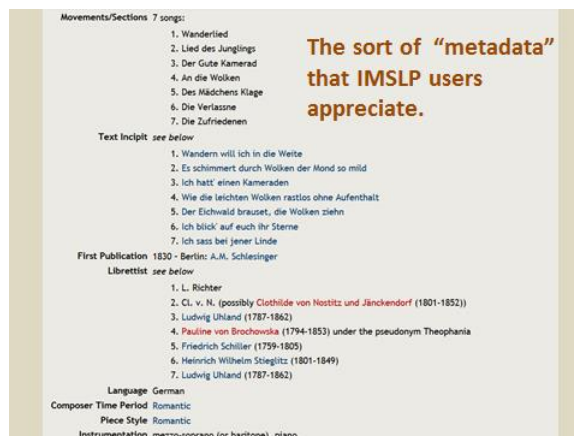 Movements/Sections 7 songs:
1. Wanderlied
2. Lied des Junglings
3. Der Gute Kamerad
4. An die Wolken
5. Des Mädchens Klage
6. Die Verlassne
7. Die Zufriedenen
The sort of “metadata”
that IMSLP users
appreciate.
Text Incipit see below
1. Wandern will ich in die Weite
2. Es schimmert durch Wolken der Mond so mild
3. Ich hatt' einen Kameraden
4. Wie die leichten Wolken rastlos ohne Aufenthalt
5. Der Eichwald brauset, die Wolken ziehn
6. Ich blick' auf euch ihr Sterne
7. Ich sass bei jener Linde
First Publication 1830 - Berlin: A.M. Schlesinger
Librettist see below
1. L. Richter
2. Cl. v. N. (possibly Clothilde von Nostitz und Jänckendorf (1801-1852))
3. Ludwig Uhland (1787-1862)
4. Pauline von Brochowska (1794-1853) under the pseudonym Theophania
5. Friedrich Schiller (1759-1805)
6. Heinrich Wilhelm Stieglitz (1801-1849)
7. Ludwig Uhland (1787-1862)
Language German
Composer Time Period Romantic
Piece Style Romantic
Instrumentation mezzo-soprano (or baritone), piano